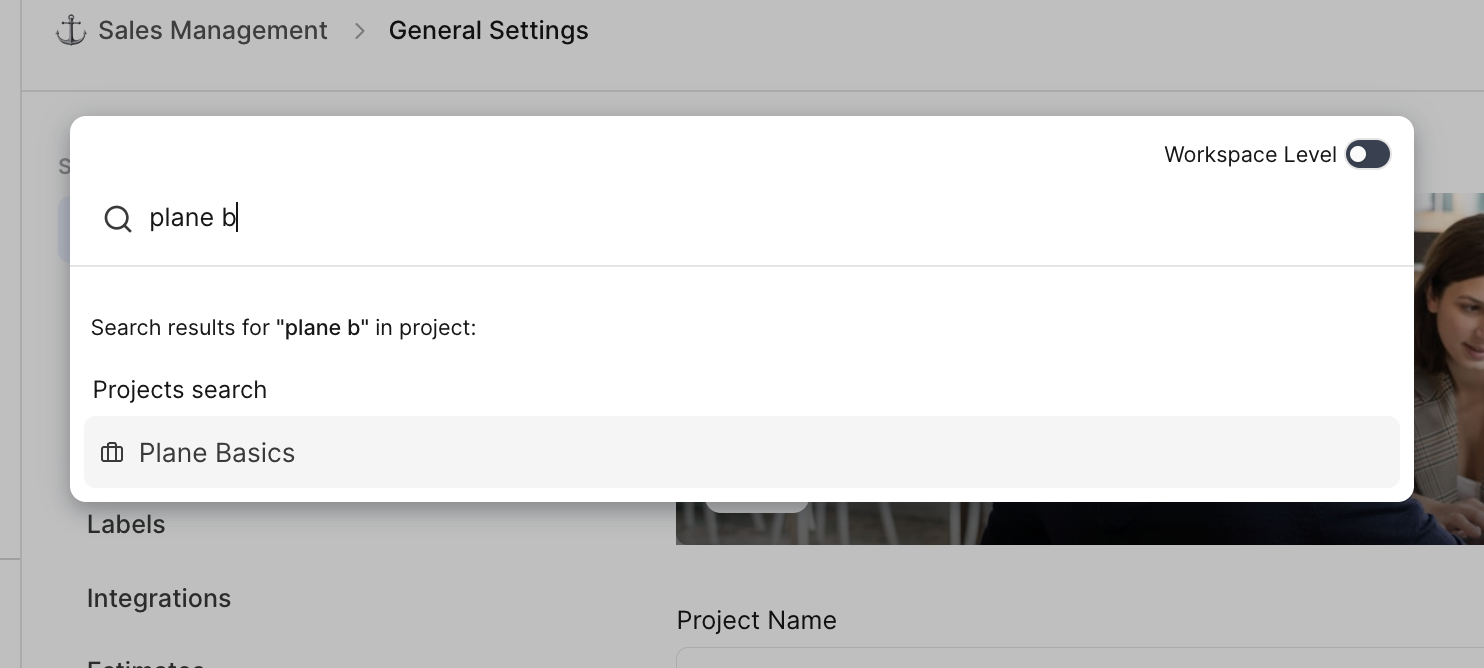 Sales Management > General Settings
Workspace Level
plane b
Search results for "plane b" in project:
Projects search
Plane Basics
Labels
Integrations
Estimates
Project Name